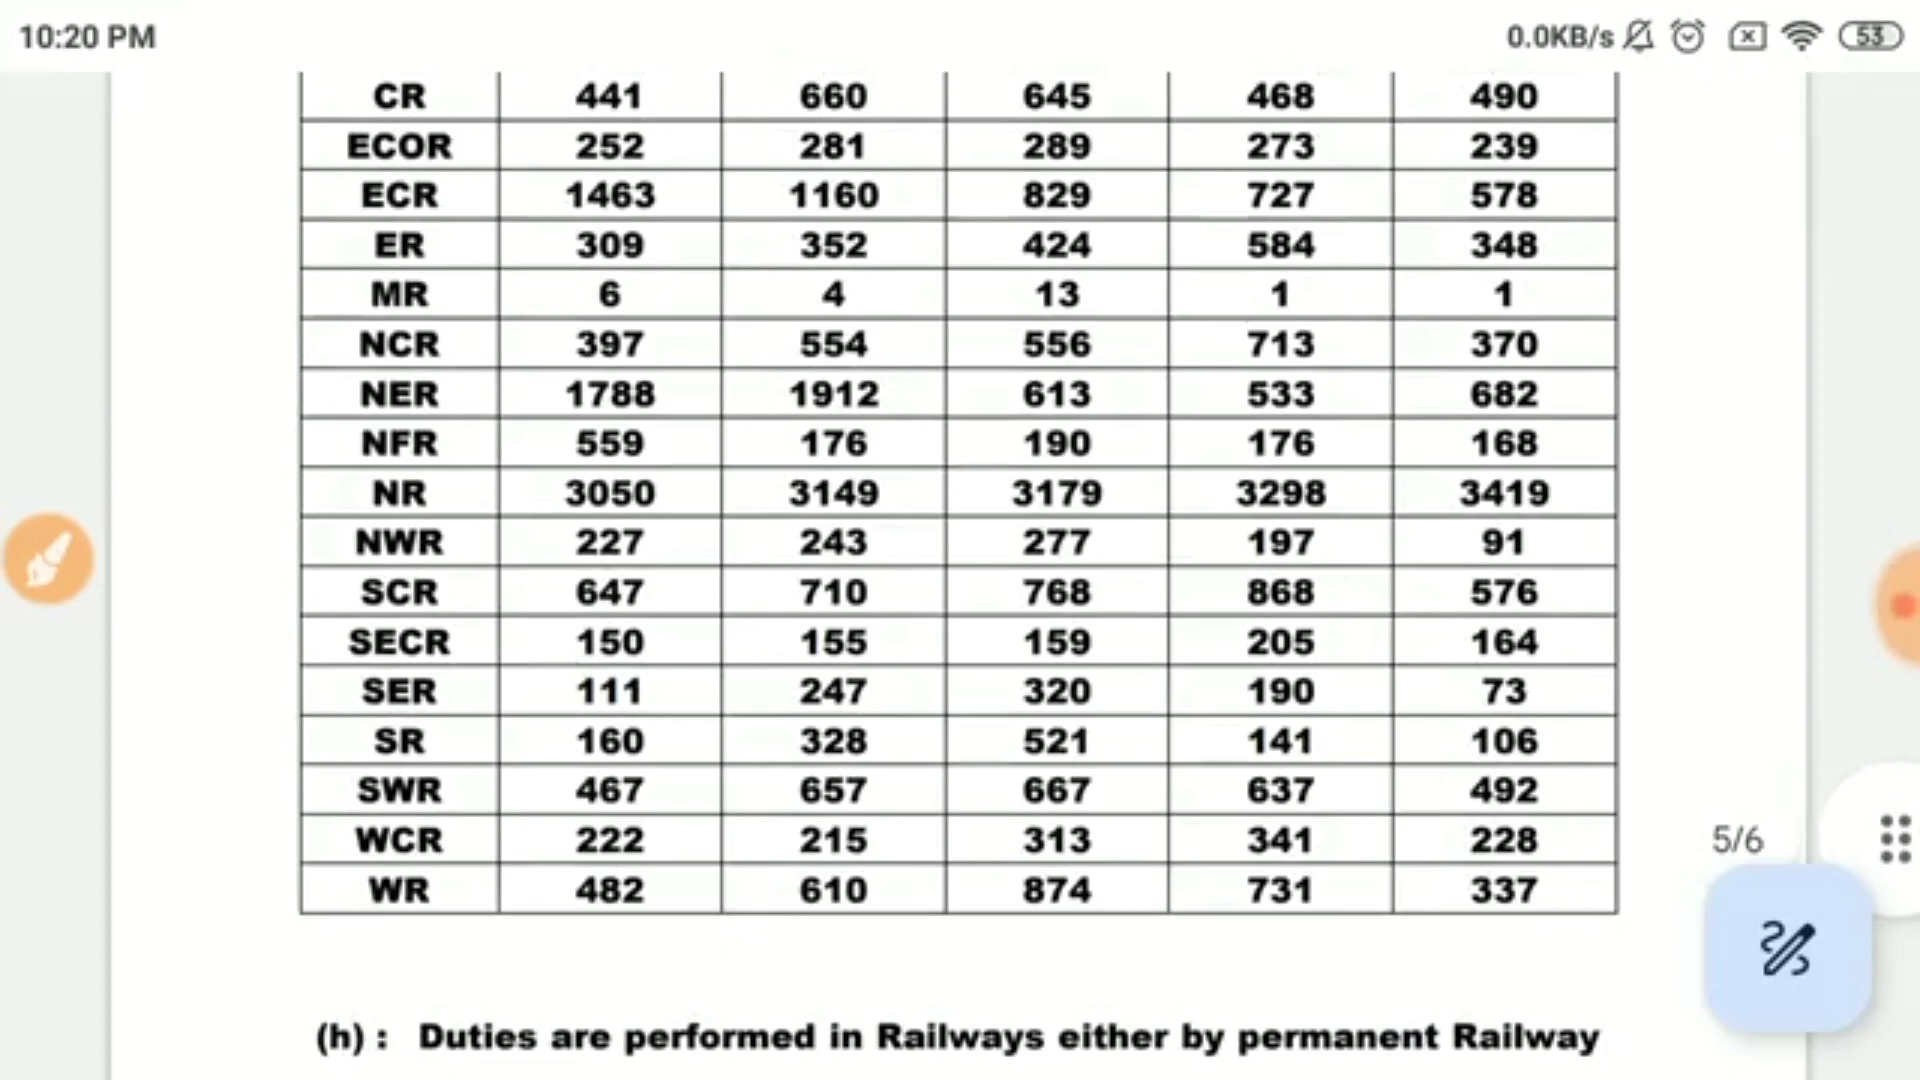 10:20 PM 0.0KB/s 53
CR 441 660 645 468 490
ECOR 252 281 289 273 239
ECR 1463 1160 829 727 578
ER 309 352 424 584 348
MR 6 4 13 1 1
NCR 397 554 556 713 370
NER 1788 1912 613 533 682
NFR 559 176 190 176 168
NR 3050 3149 3179 3298 3419
NWR 227 243 277 197 91
SCR 647 710 768 868 576
SECR 150 155 159 205 164
SER 111 247 320 190 73
SR 160 328 521 141 106
SWR 467 657 667 637 492
WCR 222 215 313 341 228
5/6
WR 482 610 874 731 337
(h) : Duties are performed in Railways either by permanent Railway